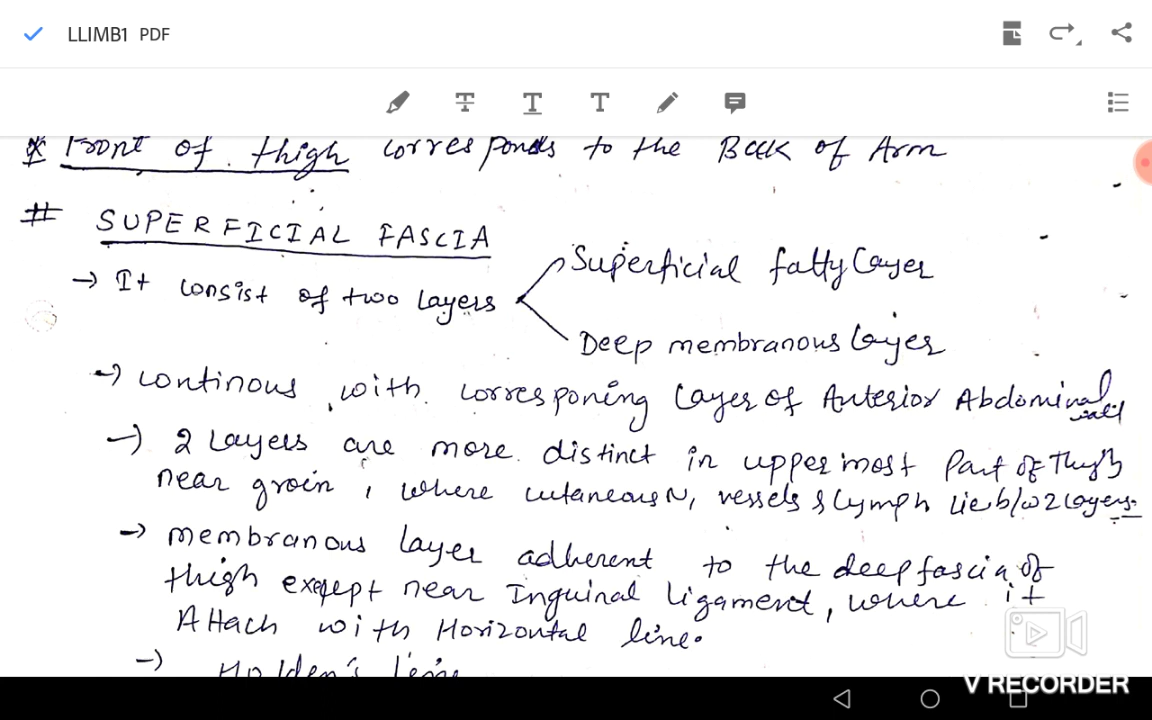 LLIMB1 PDF
* Front of thigh corresponds to the Back of Arm
# SUPERFICIAL FASCIA
→ It consist of two Layers
Superficial fatty Layer
Deep membranous Layer
→ continous with corresponing Layer of Anterior Abdominal wall
→ 2 Layers are more distinct in uppermost Part of Thigh
near groin, where cutaneous N, vessels & Lymph Lie b/w 2 Layers.
→ membranous layer adherent to the deep fascia of
thigh except near Inguinal Ligament, where it
Attach with Horizontal line.
→ Holden's line
V RECORDER